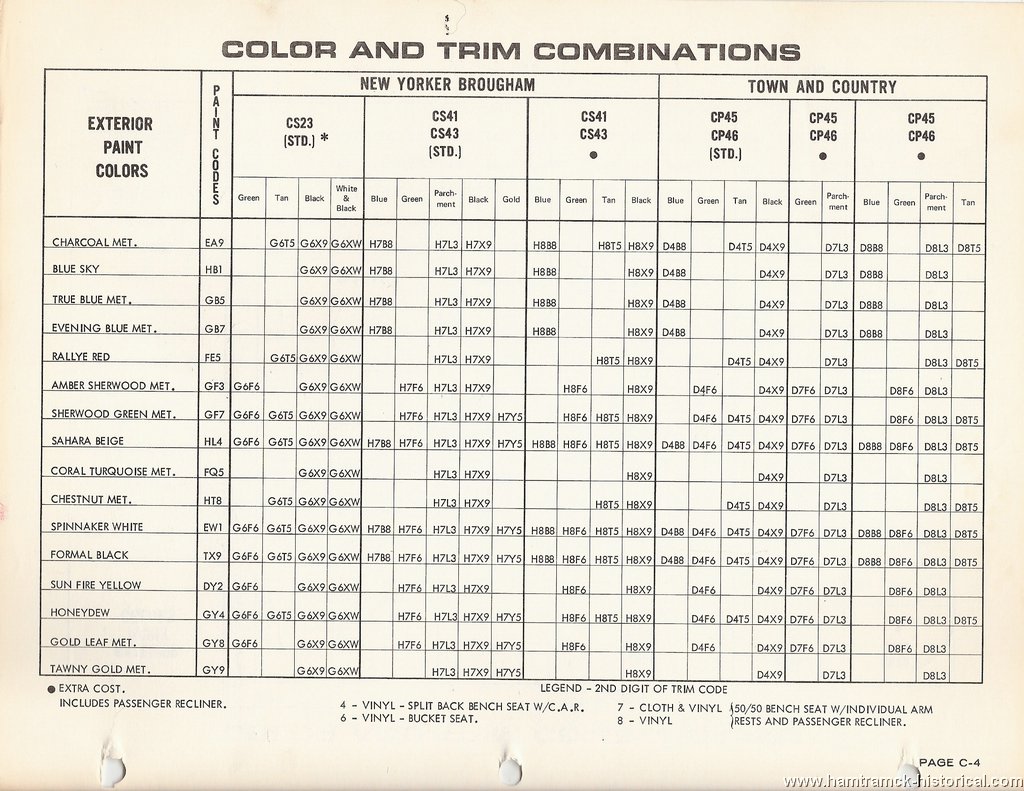 COLOR AND TRIM COMBINATIONS
EXTERIOR PAINT COLORS
PAINT CODES
NEW YORKER BROUGHAM
TOWN AND COUNTRY
CS23 (STD.) *
CS41 CS43 (STD.)
CS41 CS43 ●
CP45 CP46 (STD.)
CP45 CP46 ●
CP45 CP46 ●
Green Tan Black White & Black Blue Green Parch-ment Black Gold Blue Green Tan Black Blue Green Tan Black Green Parch-ment Blue Green Parch-ment Tan
CHARCOAL MET. EA9 G6T5 G6X9 G6XW H7B8 H7L3 H7X9 H8B8 H8T5 H8X9 D4B8 D4T5 D4X9 D7L3 D8B8 D8L3 D8T5
BLUE SKY HB1 G6X9 G6XW H7B8 H7L3 H7X9 H8B8 H8X9 D4B8 D4X9 D7L3 D8B8 D8L3
TRUE BLUE MET. GB5 G6X9 G6XW H7B8 H7L3 H7X9 H8B8 H8X9 D4B8 D4X9 D7L3 D8B8 D8L3
EVENING BLUE MET. GB7 G6X9 G6XW H7B8 H7L3 H7X9 H8B8 H8X9 D4B8 D4X9 D7L3 D8B8 D8L3
RALLYE RED FE5 G6T5 G6X9 G6XW H7L3 H7X9 H8T5 H8X9 D4T5 D4X9 D7L3 D8L3 D8T5
AMBER SHERWOOD MET. GF3 G6F6 G6X9 G6XW H7F6 H7L3 H7X9 H8F6 H8X9 D4F6 D4X9 D7F6 D7L3 D8F6 D8L3
SHERWOOD GREEN MET. GF7 G6F6 G6T5 G6X9 G6XW H7F6 H7L3 H7X9 H7Y5 H8F6 H8T5 H8X9 D4F6 D4T5 D4X9 D7F6 D7L3 D8F6 D8L3 D8T5
SAHARA BEIGE HL4 G6F6 G6T5 G6X9 G6XW H7B8 H7F6 H7L3 H7X9 H7Y5 H8B8 H8F6 H8T5 H8X9 D4B8 D4F6 D4T5 D4X9 D7F6 D7L3 D8B8 D8F6 D8L3 D8T5
CORAL TURQUOISE MET. FQ5 G6X9 G6XW H7L3 H7X9 H8X9 D4X9 D7L3 D8L3
CHESTNUT MET. HT8 G6T5 G6X9 G6XW H7L3 H7X9 H8T5 H8X9 D4T5 D4X9 D7L3 D8L3 D8T5
SPINNAKER WHITE EW1 G6F6 G6T5 G6X9 G6XW H7B8 H7F6 H7L3 H7X9 H7Y5 H8B8 H8F6 H8T5 H8X9 D4B8 D4F6 D4T5 D4X9 D7F6 D7L3 D8B8 D8F6 D8L3 D8T5
FORMAL BLACK TX9 G6F6 G6T5 G6X9 G6XW H7B8 H7F6 H7L3 H7X9 H7Y5 H8B8 H8F6 H8T5 H8X9 D4B8 D4F6 D4T5 D4X9 D7F6 D7L3 D8B8 D8F6 D8L3 D8T5
SUN FIRE YELLOW DY2 G6F6 G6X9 G6XW H7F6 H7L3 H7X9 H8F6 H8X9 D4F6 D4X9 D7F6 D7L3 D8F6 D8L3
HONEYDEW GY4 G6F6 G6T5 G6X9 G6XW H7F6 H7L3 H7X9 H7Y5 H8F6 H8T5 H8X9 D4F6 D4T5 D4X9 D7F6 D7L3 D8F6 D8L3 D8T5
GOLD LEAF MET. GY8 G6F6 G6X9 G6XW H7F6 H7L3 H7X9 H7Y5 H8F6 H8X9 D4F6 D4X9 D7F6 D7L3 D8F6 D8L3
TAWNY GOLD MET. GY9 G6X9 G6XW H7L3 H7X9 H7Y5 H8X9 D4X9 D7L3 D8L3
● EXTRA COST.
INCLUDES PASSENGER RECLINER.
LEGEND - 2ND DIGIT OF TRIM CODE
4 - VINYL - SPLIT BACK BENCH SEAT W/C.A.R.
6 - VINYL - BUCKET SEAT.
7 - CLOTH & VINYL
8 - VINYL
50/50 BENCH SEAT W/INDIVIDUAL ARM
RESTS AND PASSENGER RECLINER.
PAGE C-4
www.hamtramck-historical.com